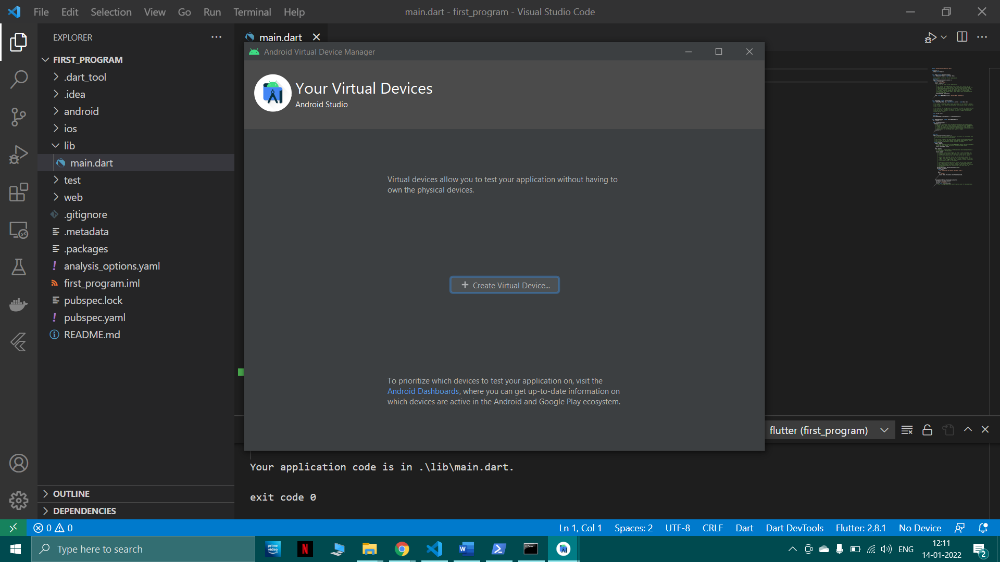 File Edit Selection View Go Run Terminal Help
main.dart - first_program - Visual Studio Code
EXPLORER
FIRST_PROGRAM
.dart_tool
.idea
android
ios
lib
main.dart
test
web
.gitignore
.metadata
.packages
analysis_options.yaml
first_program.iml
pubspec.lock
pubspec.yaml
README.md
OUTLINE
DEPENDENCIES
main.dart
Android Virtual Device Manager
Your Virtual Devices
Android Studio
Virtual devices allow you to test your application without having to
own the physical devices.
Create Virtual Device...
To prioritize which devices to test your application on, visit the
Android Dashboards, where you can get up-to-date information on
which devices are active in the Android and Google Play ecosystem.
flutter (first_program)
Your application code is in .\lib\main.dart.
exit code 0
0 0
Ln 1, Col 1 Spaces: 2 UTF-8 CRLF Dart Dart DevTools Flutter: 2.8.1 No Device
Type here to search
prime video
N
W
ENG
12:11
14-01-2022
2